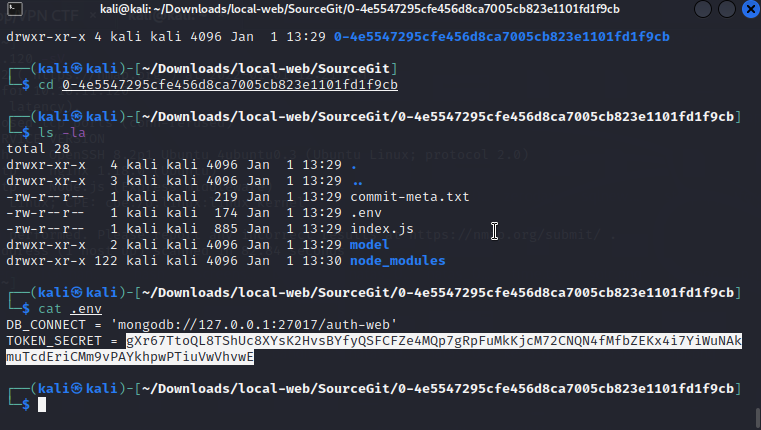 kali@kali: ~/Downloads/local-web/SourceGit/0-4e5547295cfe456d8ca7005cb823e1101fd1f9cb
drwxr-xr-x 4 kali kali 4096 Jan  1 13:29 0-4e5547295cfe456d8ca7005cb823e1101fd1f9cb
┌──(kali㉿kali)-[~/Downloads/local-web/SourceGit]
└─$ cd 0-4e5547295cfe456d8ca7005cb823e1101fd1f9cb
┌──(kali㉿kali)-[~/Downloads/local-web/SourceGit/0-4e5547295cfe456d8ca7005cb823e1101fd1f9cb]
└─$ ls -la
total 28
drwxr-xr-x   4 kali kali 4096 Jan  1 13:29 .
drwxr-xr-x   3 kali kali 4096 Jan  1 13:29 ..
-rw-r--r--   1 kali kali  219 Jan  1 13:29 commit-meta.txt
-rw-r--r--   1 kali kali  174 Jan  1 13:29 .env
-rw-r--r--   1 kali kali  885 Jan  1 13:29 index.js
drwxr-xr-x   2 kali kali 4096 Jan  1 13:29 model
drwxr-xr-x 122 kali kali 4096 Jan  1 13:30 node_modules
┌──(kali㉿kali)-[~/Downloads/local-web/SourceGit/0-4e5547295cfe456d8ca7005cb823e1101fd1f9cb]
└─$ cat .env
DB_CONNECT = 'mongodb://127.0.0.1:27017/auth-web'
TOKEN_SECRET = gXr67TtoQL8TShUc8XYsK2HvsBYfyQSFCFZe4MQp7gRpFuMkKjcM72CNQN4fMfbZEKx4i7YiWuNAk
muTcdEriCMm9vPAYkhpwPTiuVwVhvwE
┌──(kali㉿kali)-[~/Downloads/local-web/SourceGit/0-4e5547295cfe456d8ca7005cb823e1101fd1f9cb]
└─$